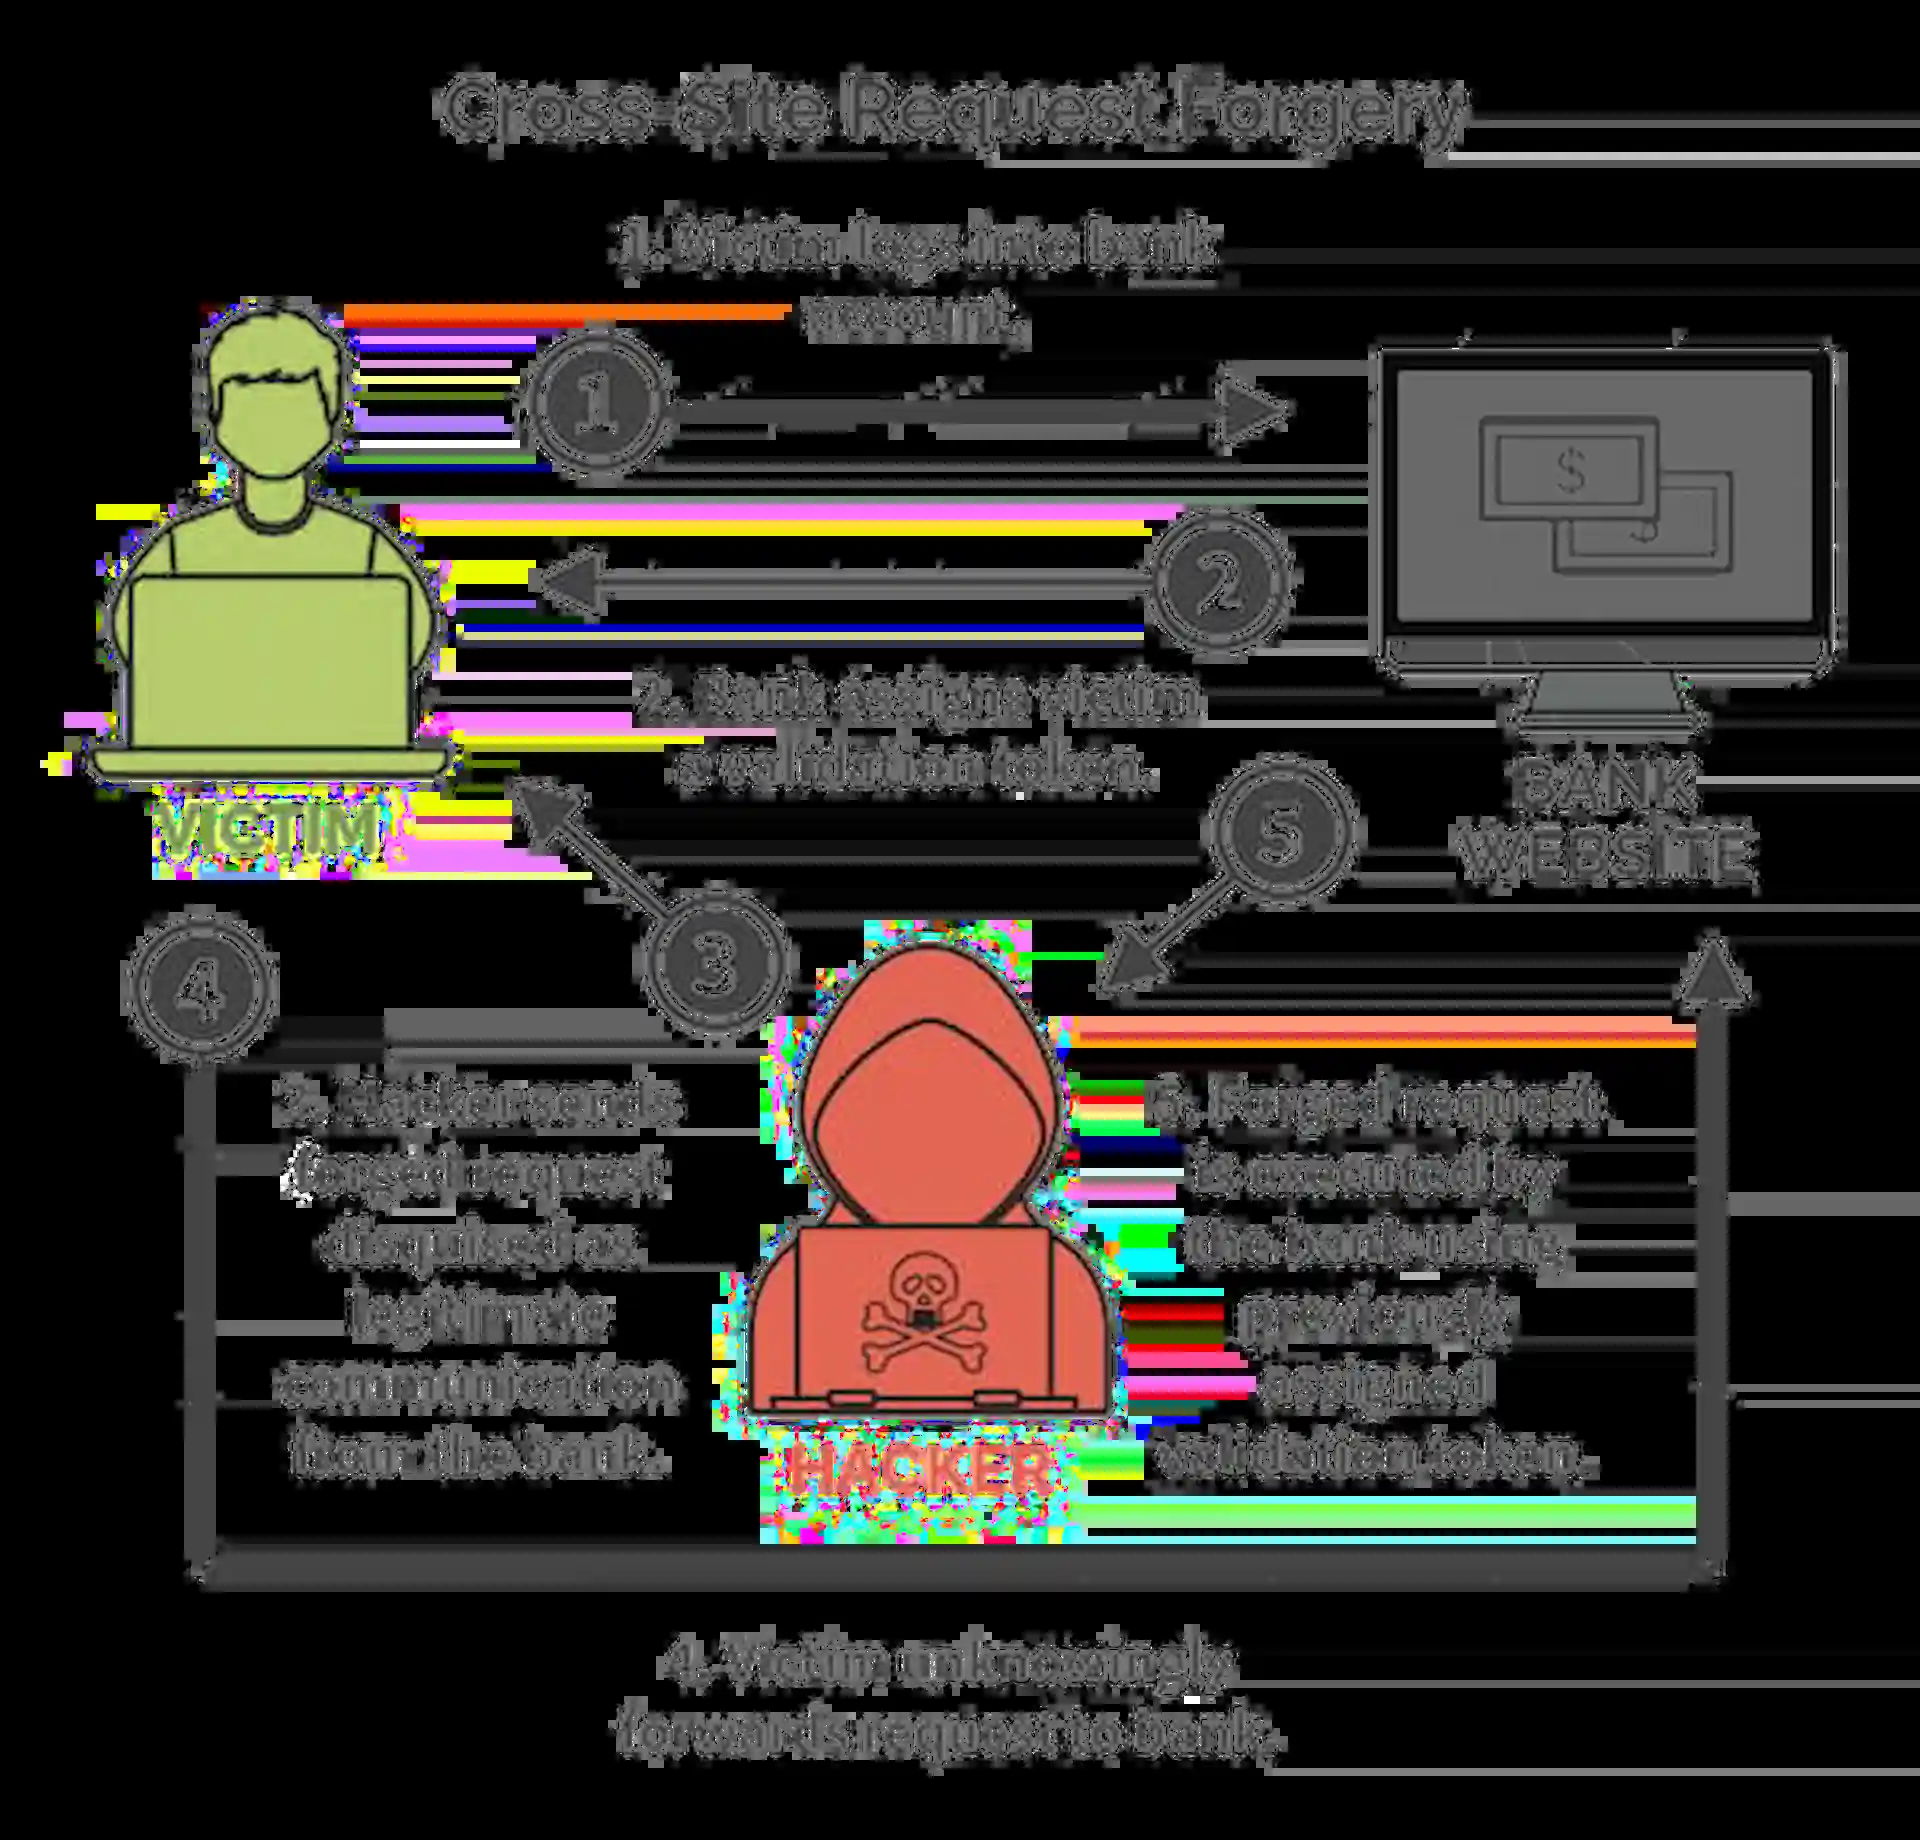 Cross-Site Request Forgery
1. Victim logs into bank
account.
1
$
2
2. Bank assigns victim
a validation token.
VICTIM
5
BANK
WEBSITE
3
4
3. Hacker sends
forged request
disguised as
legitimate
communication
from the bank.
5. Forged request
is executed by
the bank using
previously
assigned
validation token.
HACKER
4. Victim unknowingly
forwards request to bank.